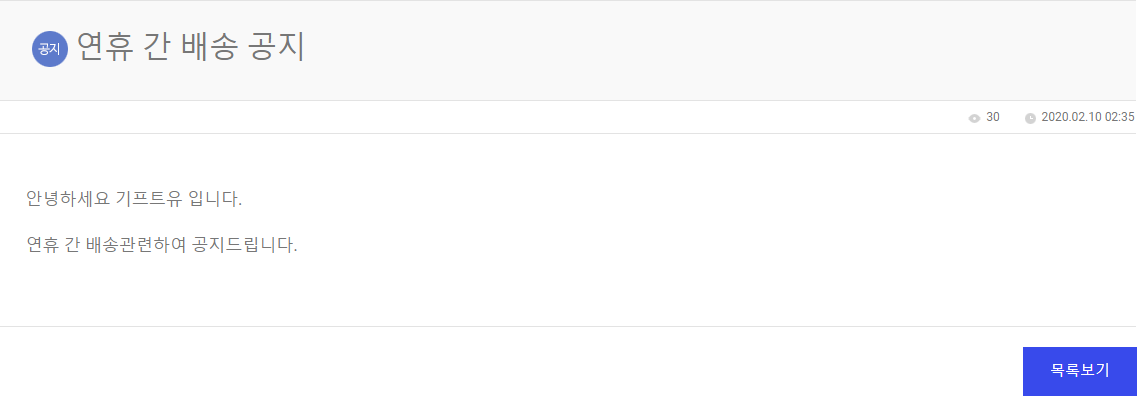 공지 연휴 간 배송 공지
30 2020.02.10 02:35
안녕하세요 기프트유 입니다.
연휴 간 배송관련하여 공지드립니다.
목록보기